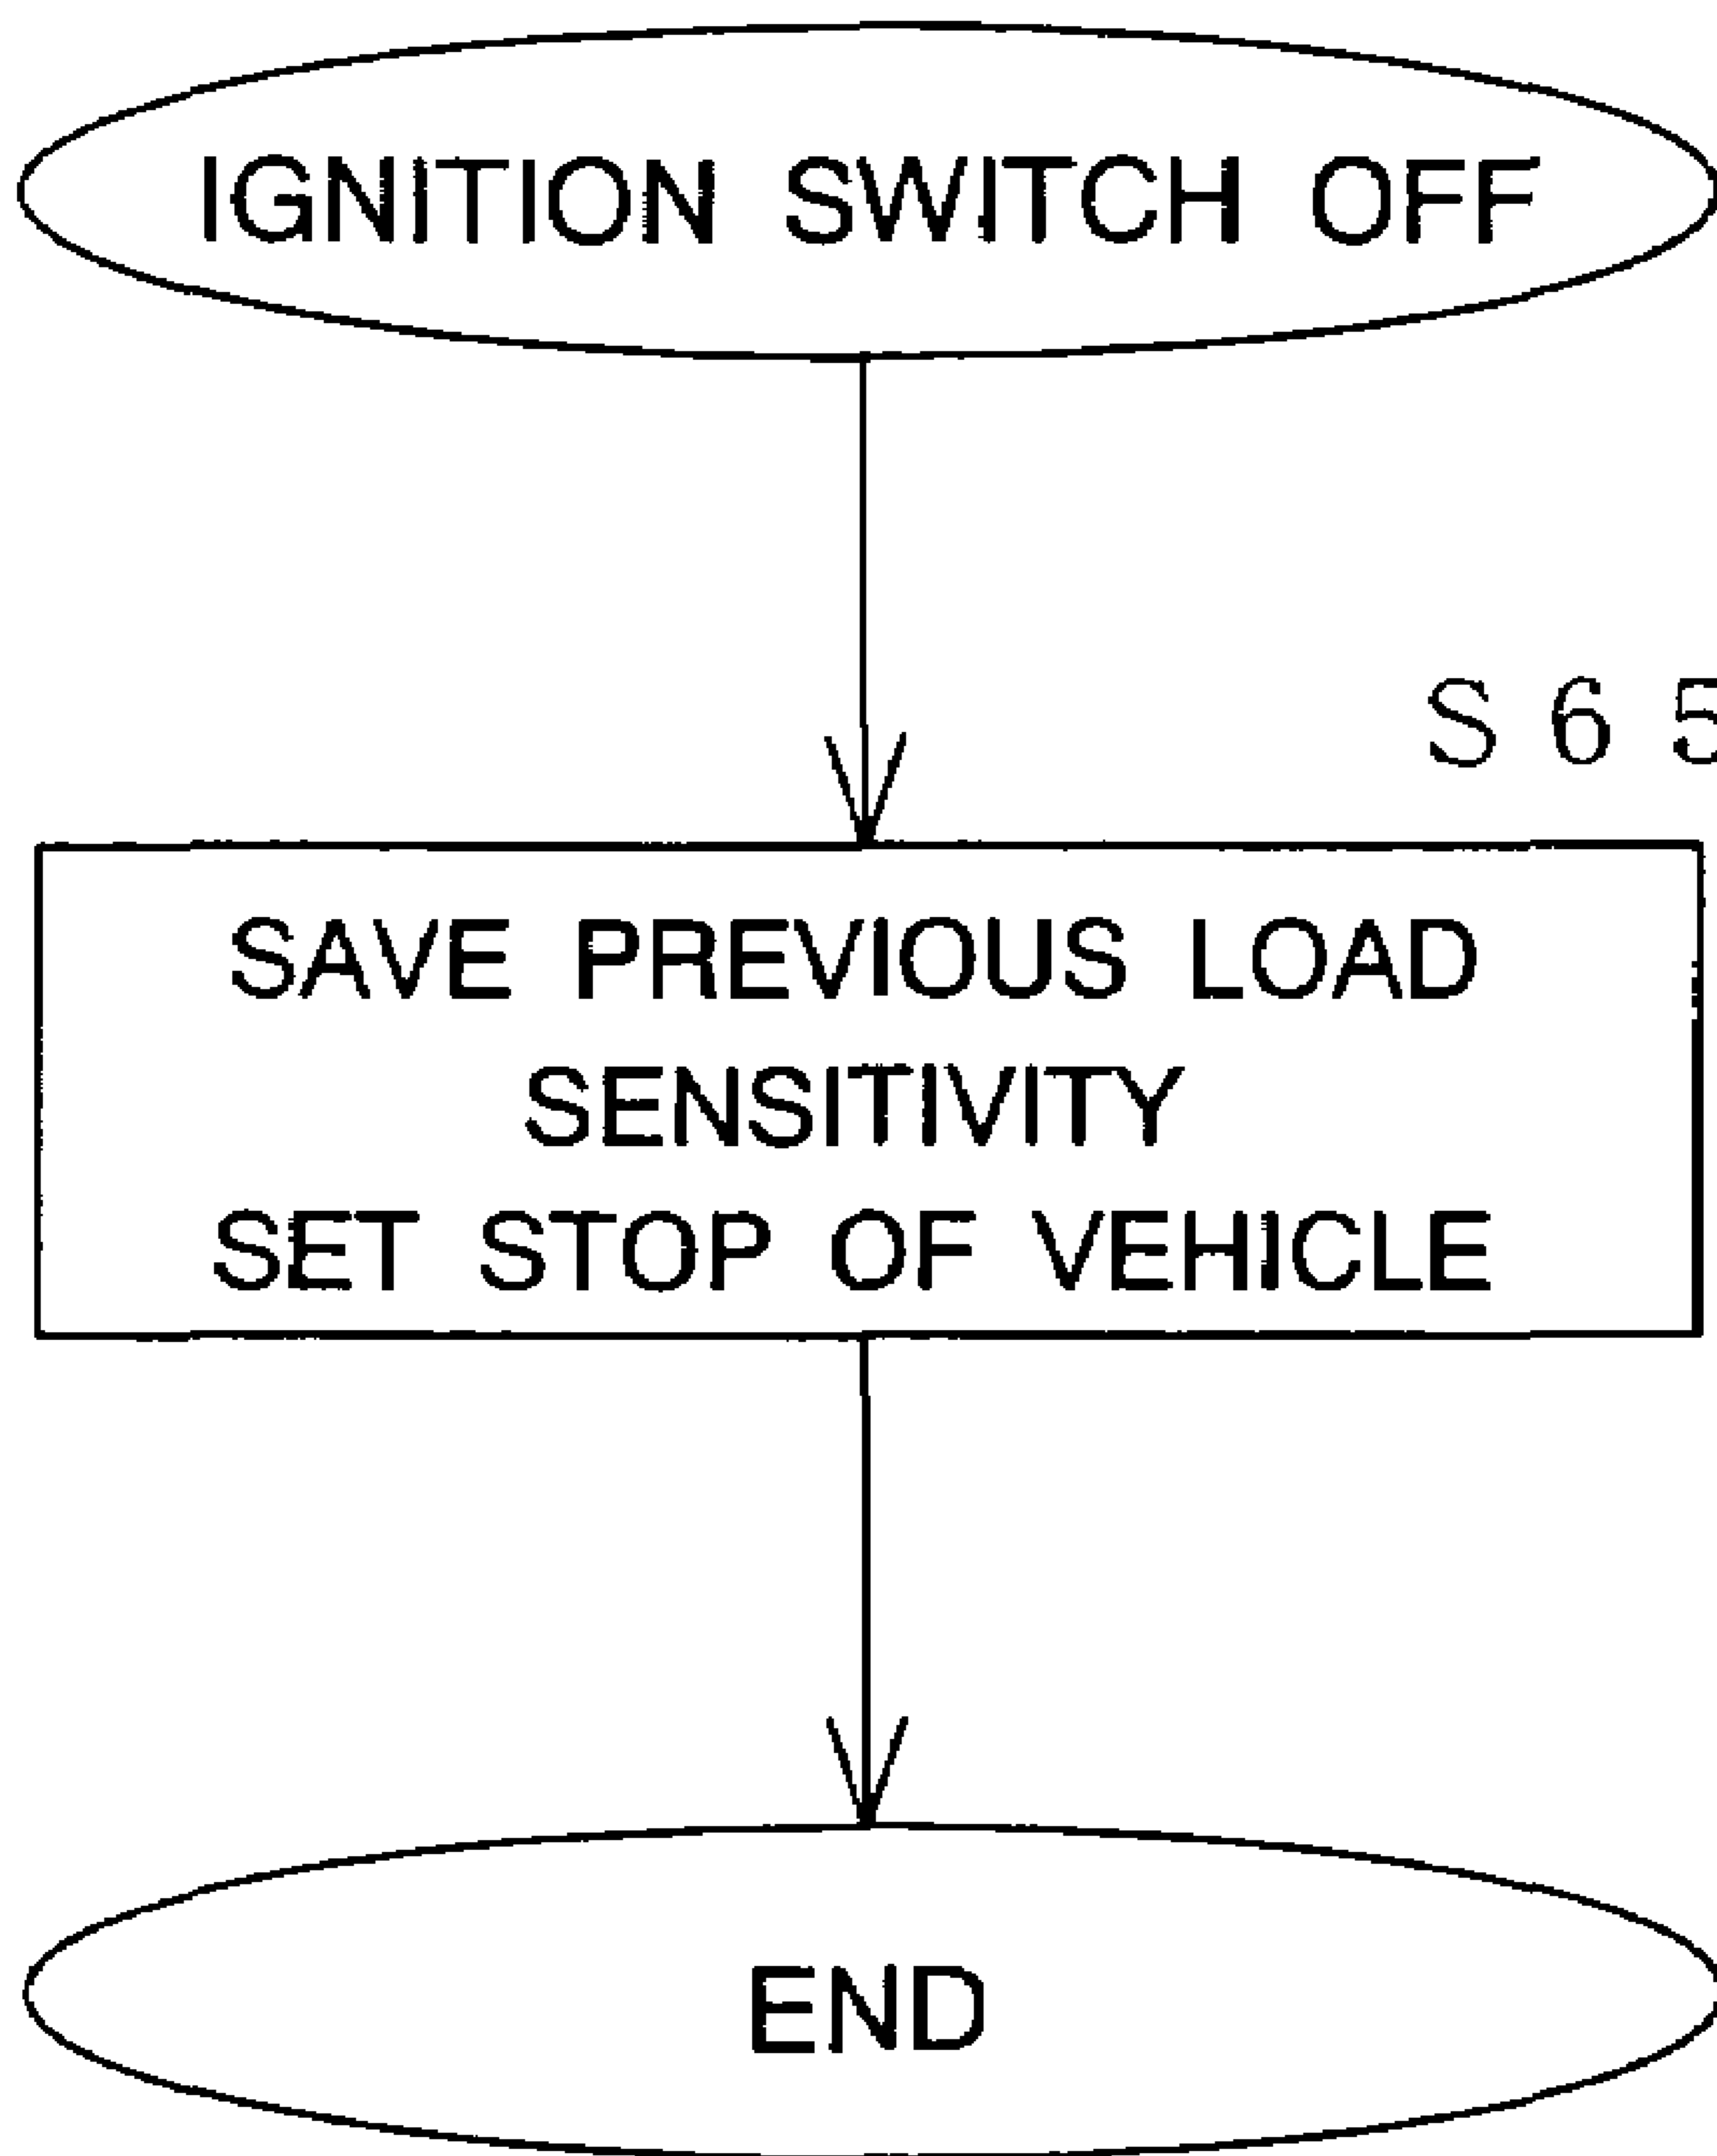 IGNITION SWITCH OFF
S 6 5
SAVE PREVIOUS LOAD
SENSITIVITY
SET STOP OF VEHICLE
END